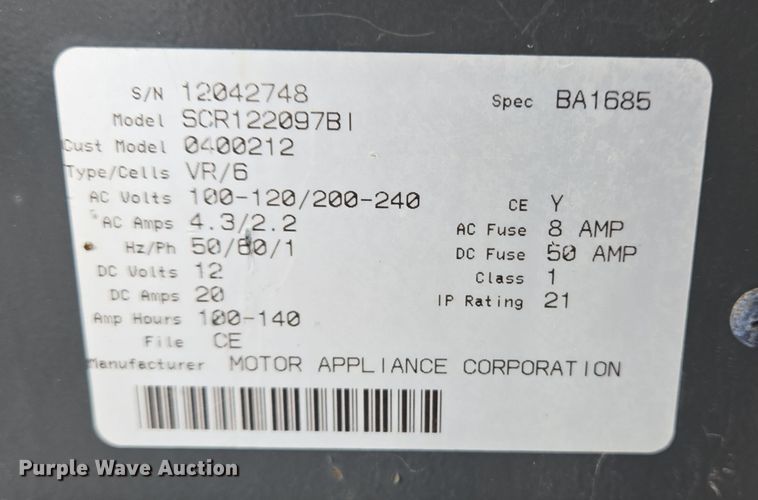 S/N 12042748 Spec BA1685
Model SCR122097BI
Cust Model 0400212
Type/Cells VR/6
AC Volts 100-120/200-240 CE Y
AC Amps 4.3/2.2 AC Fuse 8 AMP
Hz/Ph 50/60/1 DC Fuse 50 AMP
DC Volts 12 Class 1
DC Amps 20 IP Rating 21
Amp Hours 100-140
File CE
Manufacturer MOTOR APPLIANCE CORPORATION
Purple Wave Auction